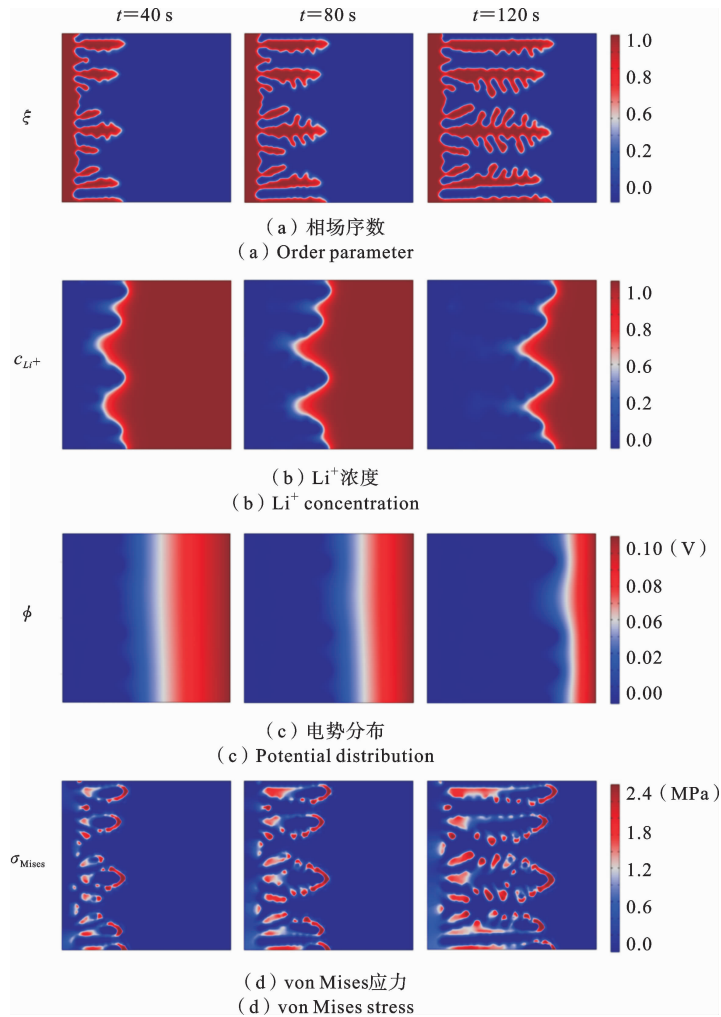 t=40 s
t=80 s
t=120 s
ξ
1.0
0.8
0.6
0.2
0.0
（a）相场序数
（a）Order parameter
c_{Li^+}
1.0
0.8
0.6
0.2
0.0
（b）Li^+浓度
（b）Li^+ concentration
ϕ
0.10（V）
0.08
0.06
0.02
0.00
（c）电势分布
（c）Potential distribution
σ_{Mises}
2.4（MPa）
1.8
1.2
0.6
0.0
（d）von Mises应力
（d）von Mises stress